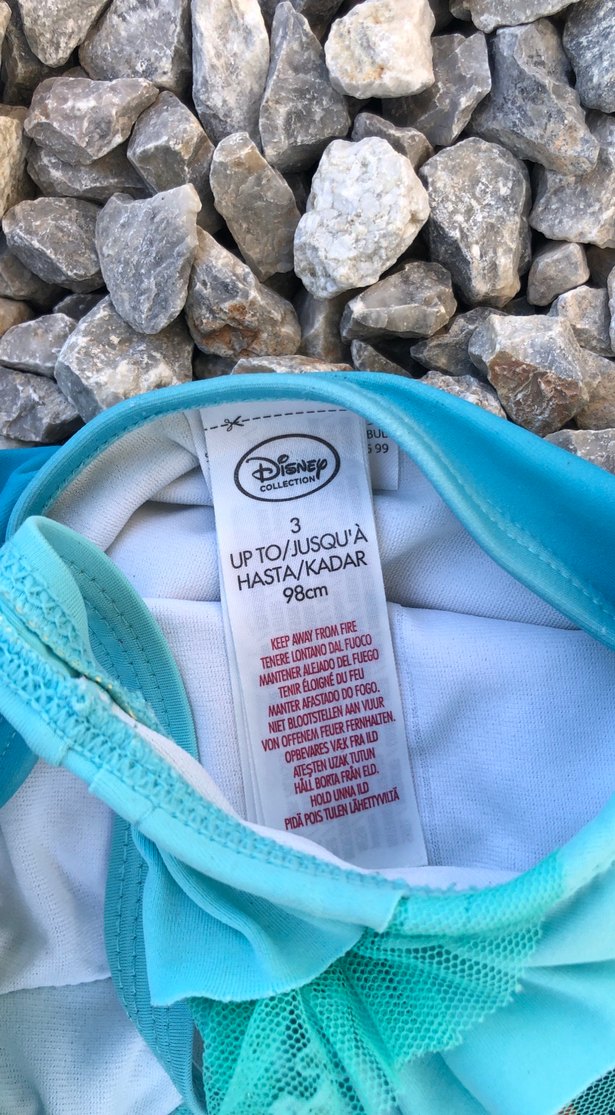 BUL
99
Disney
COLLECTION
3
UP TO/JUSQU'À
HASTA/KADAR
98cm
KEEP AWAY FROM FIRE
TENERE LONTANO DAL FUOCO
MANTENER ALEJADO DEL FUEGO
TENIR ÉLOIGNÉ DU FEU
MANTER AFASTADO DO FOGO.
NIET BLOOTSTELLEN AAN VUUR
VON OFFENEM FEUER FERNHALTEN.
OPBEVARES VÆK FRA ILD
ATEŞTEN UZAK TUTUN
HÅLL BORTA FRÅN ELD.
HOLD UNNA ILD
PIDÄ POIS TULEN LÄHETTYVILTÄ